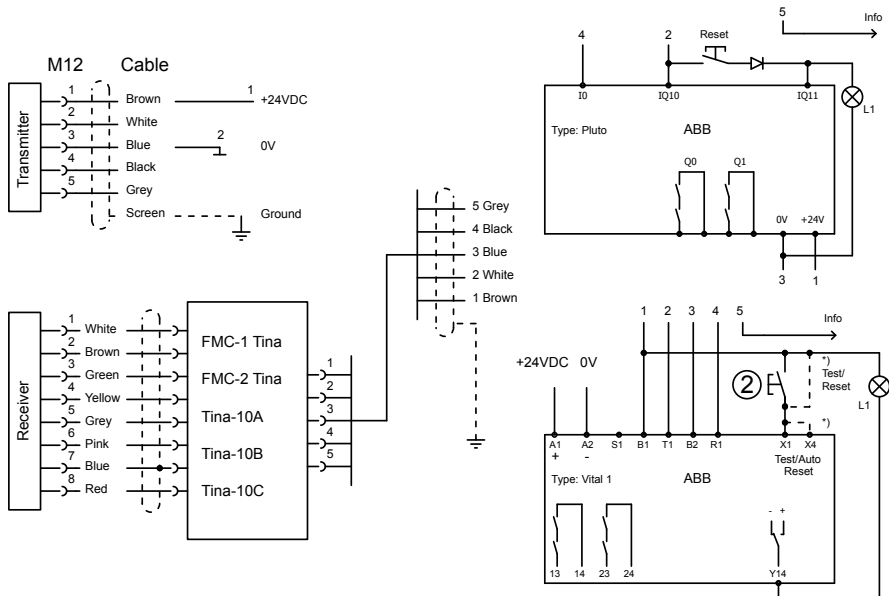 M12 Cable
Transmitter
1 Brown 1 +24VDC
2 White
3 Blue 2 0V
4 Black
5 Grey
Screen Ground
Receiver
1 White
2 Brown
3 Green
4 Yellow
5 Grey
6 Pink
7 Blue
8 Red
FMC-1 Tina
FMC-2 Tina
Tina-10A
Tina-10B
Tina-10C
1
2
3
4
5
5 Grey
4 Black
3 Blue
2 White
1 Brown
5 Info
4 2 Reset
I0 IQ10 IQ11
L1
Type: Pluto ABB
Q0 Q1
0V +24V
3 1
1 2 3 4 5 Info
+24VDC 0V
2
*)
Test/
Reset
L1
*)
A1 A2 S1 B1 T1 B2 R1 X1 X4
+ -
Test/Auto
Reset
Type: Vital 1 ABB
- +
13 14 23 24 Y14